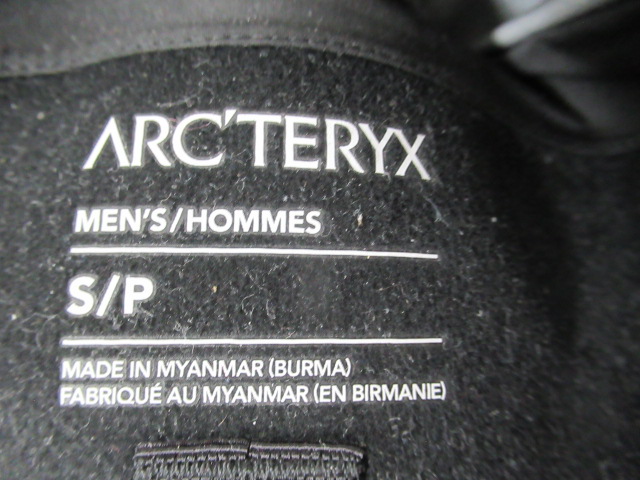 ARC'TERYX
MEN'S/HOMMES
S/P
MADE IN MYANMAR (BURMA)
FABRIQUÉ AU MYANMAR (EN BIRMANIE)